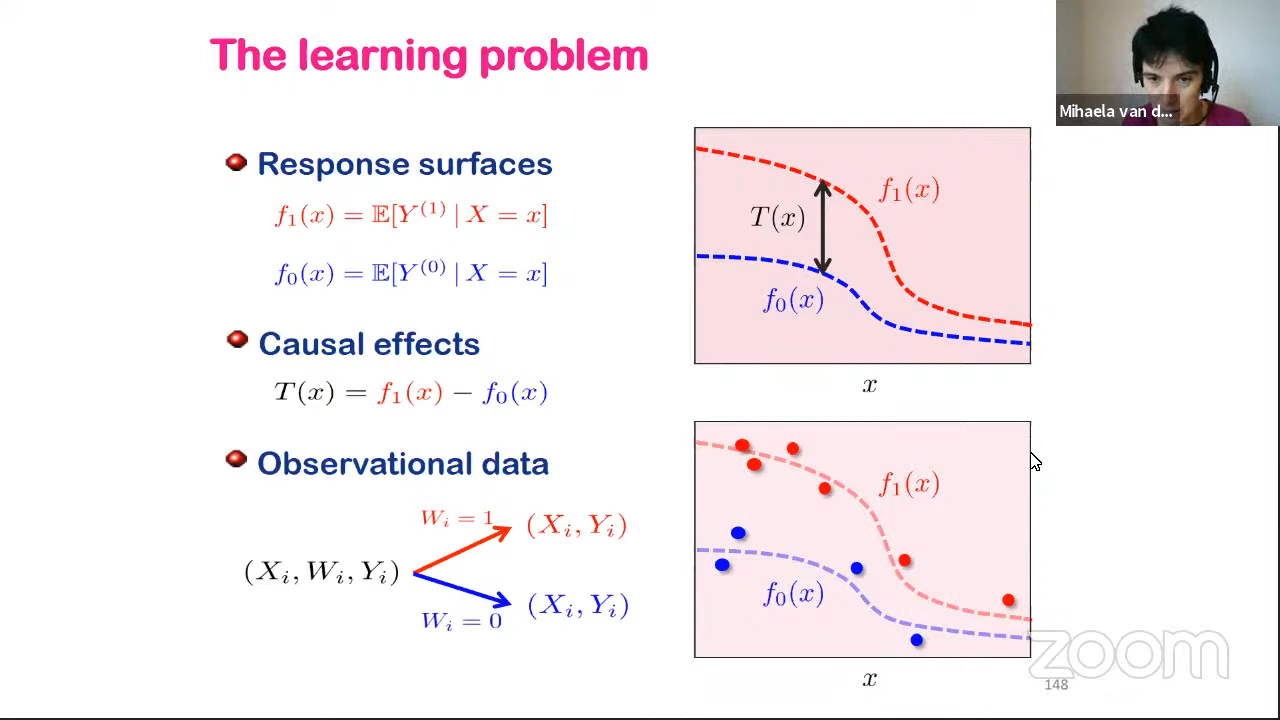 The learning problem
Mihaela van d...
Response surfaces
f₁(x) = 𝔼[Y⁽¹⁾ | X = x]
f₀(x) = 𝔼[Y⁽⁰⁾ | X = x]
Causal effects
T(x) = f₁(x) − f₀(x)
Observational data
(Xᵢ, Wᵢ, Yᵢ)
Wᵢ = 1
(Xᵢ, Yᵢ)
Wᵢ = 0
(Xᵢ, Yᵢ)
f₁(x)
T(x)
f₀(x)
x
f₁(x)
f₀(x)
x
zoom
148